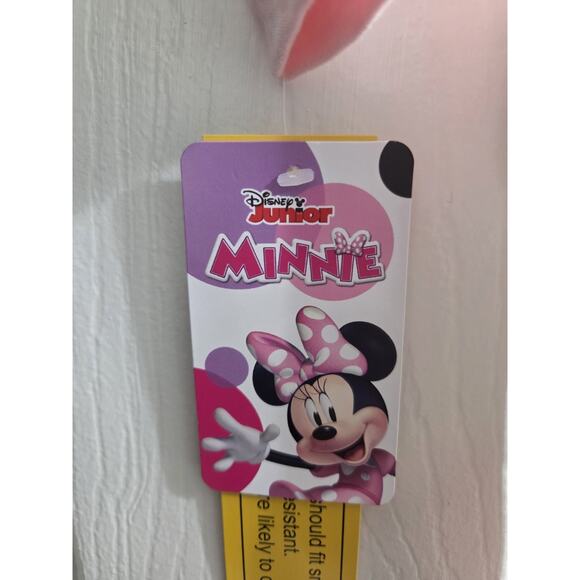 Disney
Junior
MINNIE
should fit
esistant.
e likely to